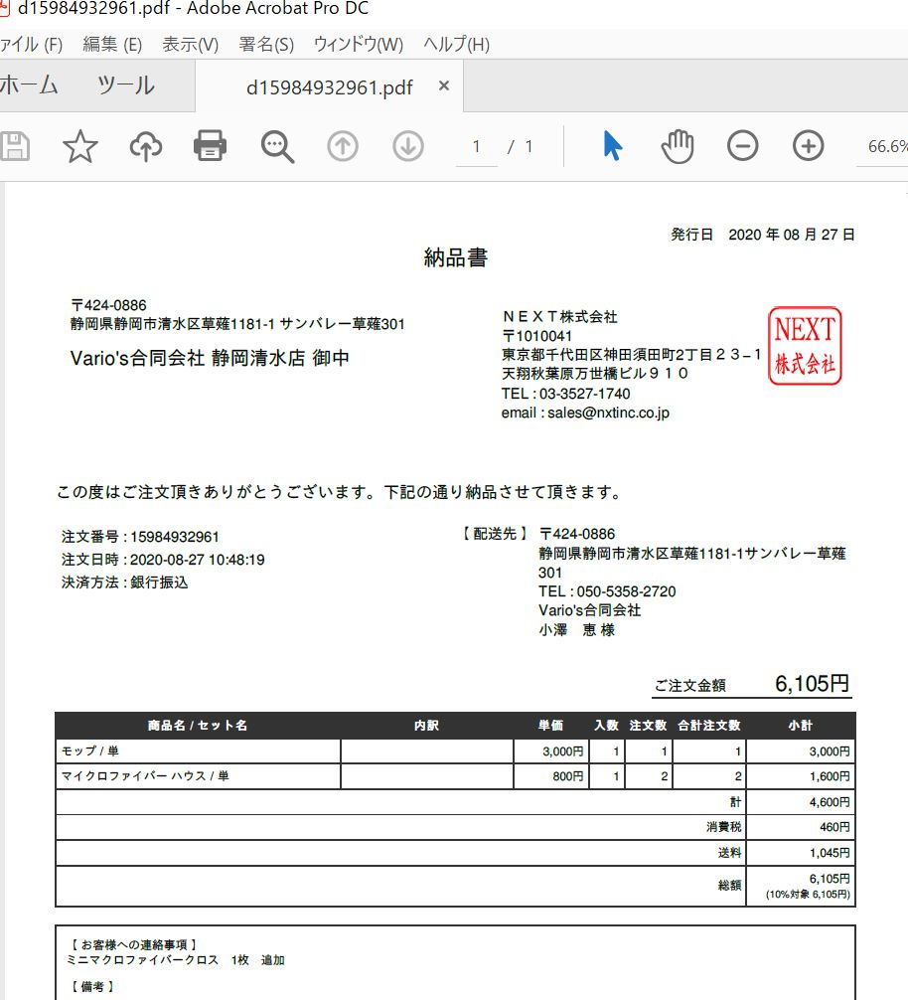 d15984932961.pdf - Adobe Acrobat Pro DC
ァイル (F) 編集 (E) 表示(V) 署名(S) ウィンドウ(W) ヘルプ(H)
ホーム ツール d15984932961.pdf ×
1 / 1 66.6%
発行日 2020 年 08 月 27 日
納品書
〒424-0886
静岡県静岡市清水区草薙1181-1 サンバレー草薙301
Vario's合同会社 静岡清水店 御中
ＮＥＸＴ株式会社
〒1010041
東京都千代田区神田須田町2丁目２３−１
天翔秋葉原万世橋ビル９１０
TEL : 03-3527-1740
email : sales@nxtinc.co.jp
NEXT
株式会社
この度はご注文頂きありがとうございます。下記の通り納品させて頂きます。
注文番号 : 15984932961
注文日時 : 2020-08-27 10:48:19
決済方法 : 銀行振込
【 配送先 】 〒424-0886
静岡県静岡市清水区草薙1181-1サンバレー草薙
301
TEL : 050-5358-2720
Vario's合同会社
小澤　恵 様
ご注文金額 6,105円
商品名 / セット名 内訳 単価 入数 注文数 合計注文数 小計
モップ / 単 3,000円 1 1 1 3,000円
マイクロファイバー ハウス / 単 800円 1 2 2 1,600円
計 4,600円
消費税 460円
送料 1,045円
総額 6,105円
(10%対象 6,105円)
【 お客様への連絡事項 】
ミニマクロファイバークロス　1枚　追加
【 備考 】